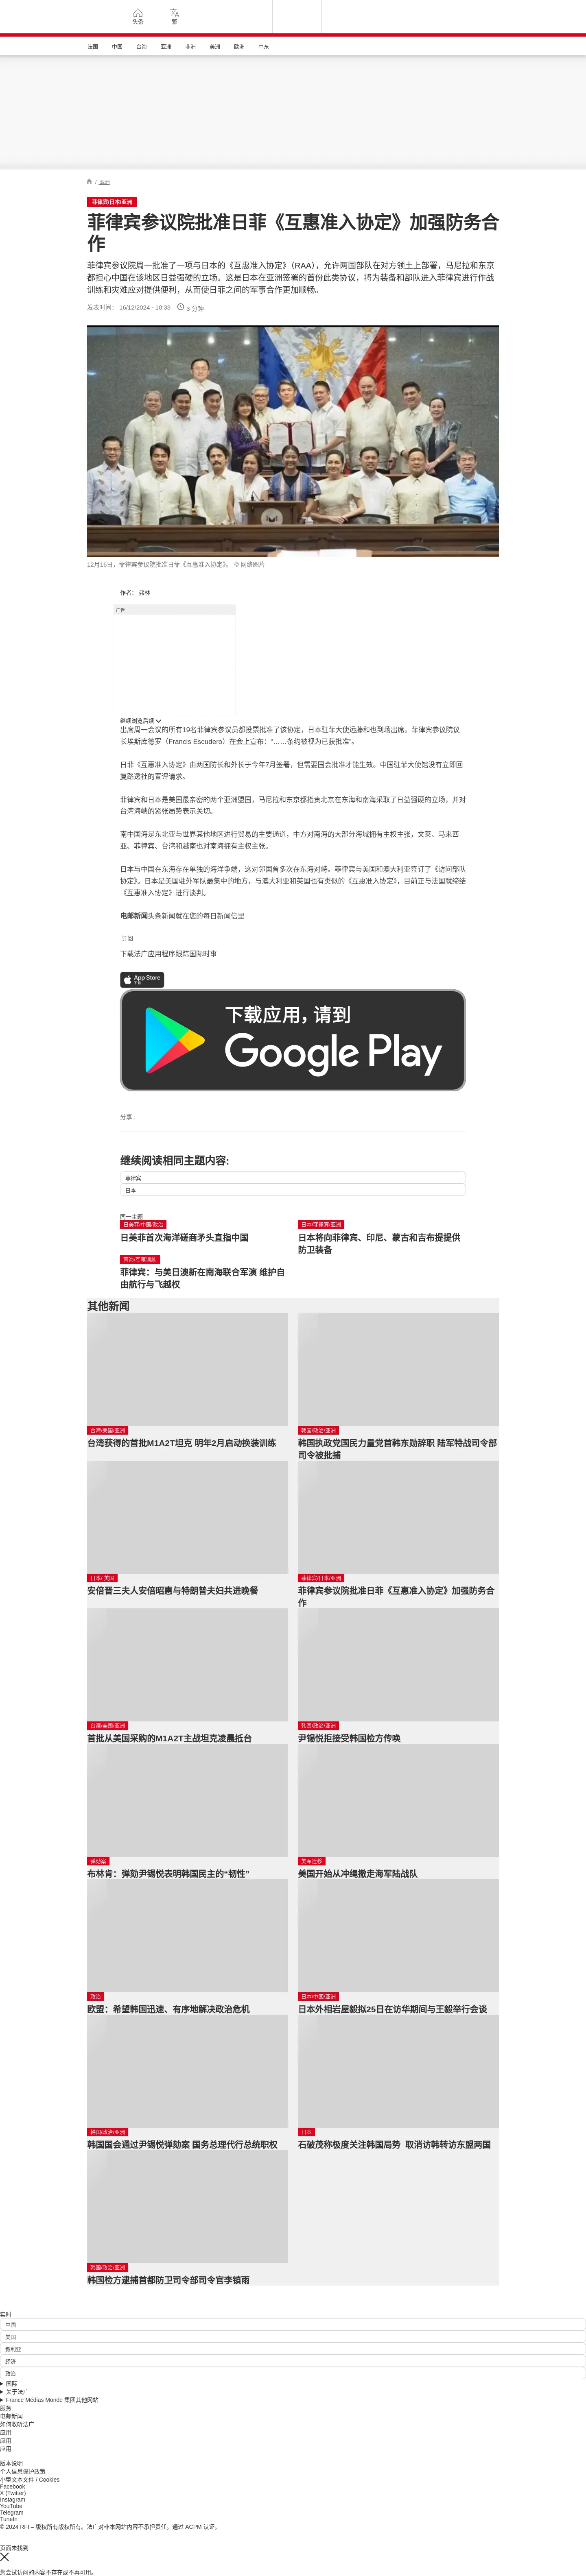 头条
繁
法国
中国
台海
亚洲
非洲
美洲
欧洲
中东
/ 亚洲
菲律宾/日本/亚洲
菲律宾参议院批准日菲《互惠准入协定》加强防务合
作
菲律宾参议院周一批准了一项与日本的《互惠准入协定》（RAA），允许两国部队在对方领土上部署，马尼拉和东京
都担心中国在该地区日益强硬的立场。这是日本在亚洲签署的首份此类协议，将为装备和部队进入菲律宾进行作战
训练和灾难应对提供便利，从而使日菲之间的军事合作更加顺畅。
发表时间： 16/12/2024 - 10:33
3 分钟
12月16日，菲律宾参议院批准日菲《互惠准入协定》。 © 网络图片
作者： 弗林
广告
继续浏览后续
出席周一会议的所有19名菲律宾参议员都投票批准了该协定，日本驻菲大使远藤和也到场出席。菲律宾参议院议
长埃斯库德罗（Francis Escudero）在会上宣布：“……条约被视为已获批准”。
日菲《互惠准入协定》由两国防长和外长于今年7月签署，但需要国会批准才能生效。中国驻菲大使馆没有立即回
复路透社的置评请求。
菲律宾和日本是美国最亲密的两个亚洲盟国，马尼拉和东京都指责北京在东海和南海采取了日益强硬的立场，并对
台湾海峡的紧张局势表示关切。
南中国海是东北亚与世界其他地区进行贸易的主要通道，中方对南海的大部分海域拥有主权主张，文莱、马来西
亚、菲律宾、台湾和越南也对南海拥有主权主张。
日本与中国在东海存在单独的海洋争端，这对邻国曾多次在东海对峙。菲律宾与美国和澳大利亚签订了《访问部队
协定》。日本是美国驻外军队最集中的地方，与澳大利亚和英国也有类似的《互惠准入协定》，目前正与法国就缔结
《互惠准入协定》进行谈判。
电邮新闻头条新闻就在您的每日新闻信里
订阅
下载法广应用程序跟踪国际时事
App Store
下载
下载应用，请到
Google Play
分享 :
继续阅读相同主题内容:
菲律宾
日本
同一主题
日美菲/中国/政治
日美菲首次海洋磋商矛头直指中国
日本/菲律宾/亚洲
日本将向菲律宾、印尼、蒙古和吉布提提供
防卫装备
南海/军事训练
菲律宾：与美日澳新在南海联合军演 维护自
由航行与飞越权
其他新闻
台湾/美国/亚洲
台湾获得的首批M1A2T坦克 明年2月启动换装训练
韩国/政治/亚洲
韩国执政党国民力量党首韩东勋辞职 陆军特战司令部
司令被批捕
日本/ 美国
安倍晋三夫人安倍昭惠与特朗普夫妇共进晚餐
菲律宾/日本/亚洲
菲律宾参议院批准日菲《互惠准入协定》加强防务合
作
台湾/美国/亚洲
首批从美国采购的M1A2T主战坦克凌晨抵台
韩国/政治/亚洲
尹锡悦拒接受韩国检方传唤
弹劾案
布林肯：弹劾尹锡悦表明韩国民主的“韧性”
美军迁移
美国开始从冲绳撤走海军陆战队
政治
欧盟：希望韩国迅速、有序地解决政治危机
日本/中国/亚洲
日本外相岩屋毅拟25日在访华期间与王毅举行会谈
韩国/政治/亚洲
韩国国会通过尹锡悦弹劾案 国务总理代行总统职权
日本
石破茂称极度关注韩国局势 取消访韩转访东盟两国
韩国/政治/亚洲
韩国检方逮捕首都防卫司令部司令官李镇雨
实时
中国
美国
叙利亚
经济
政治
国际
关于法广
France Médias Monde 集团其他网站
服务
电邮新闻
如何收听法广
应用
应用
应用
版本说明
个人信息保护政策
小型文本文件 / Cookies
Facebook
X (Twitter)
Instagram
YouTube
Telegram
TuneIn
© 2024 RFI – 版权所有版权所有。法广对非本网站内容不承担责任。通过 ACPM 认证。
页面未找到
您尝试访问的内容不存在或不再可用。